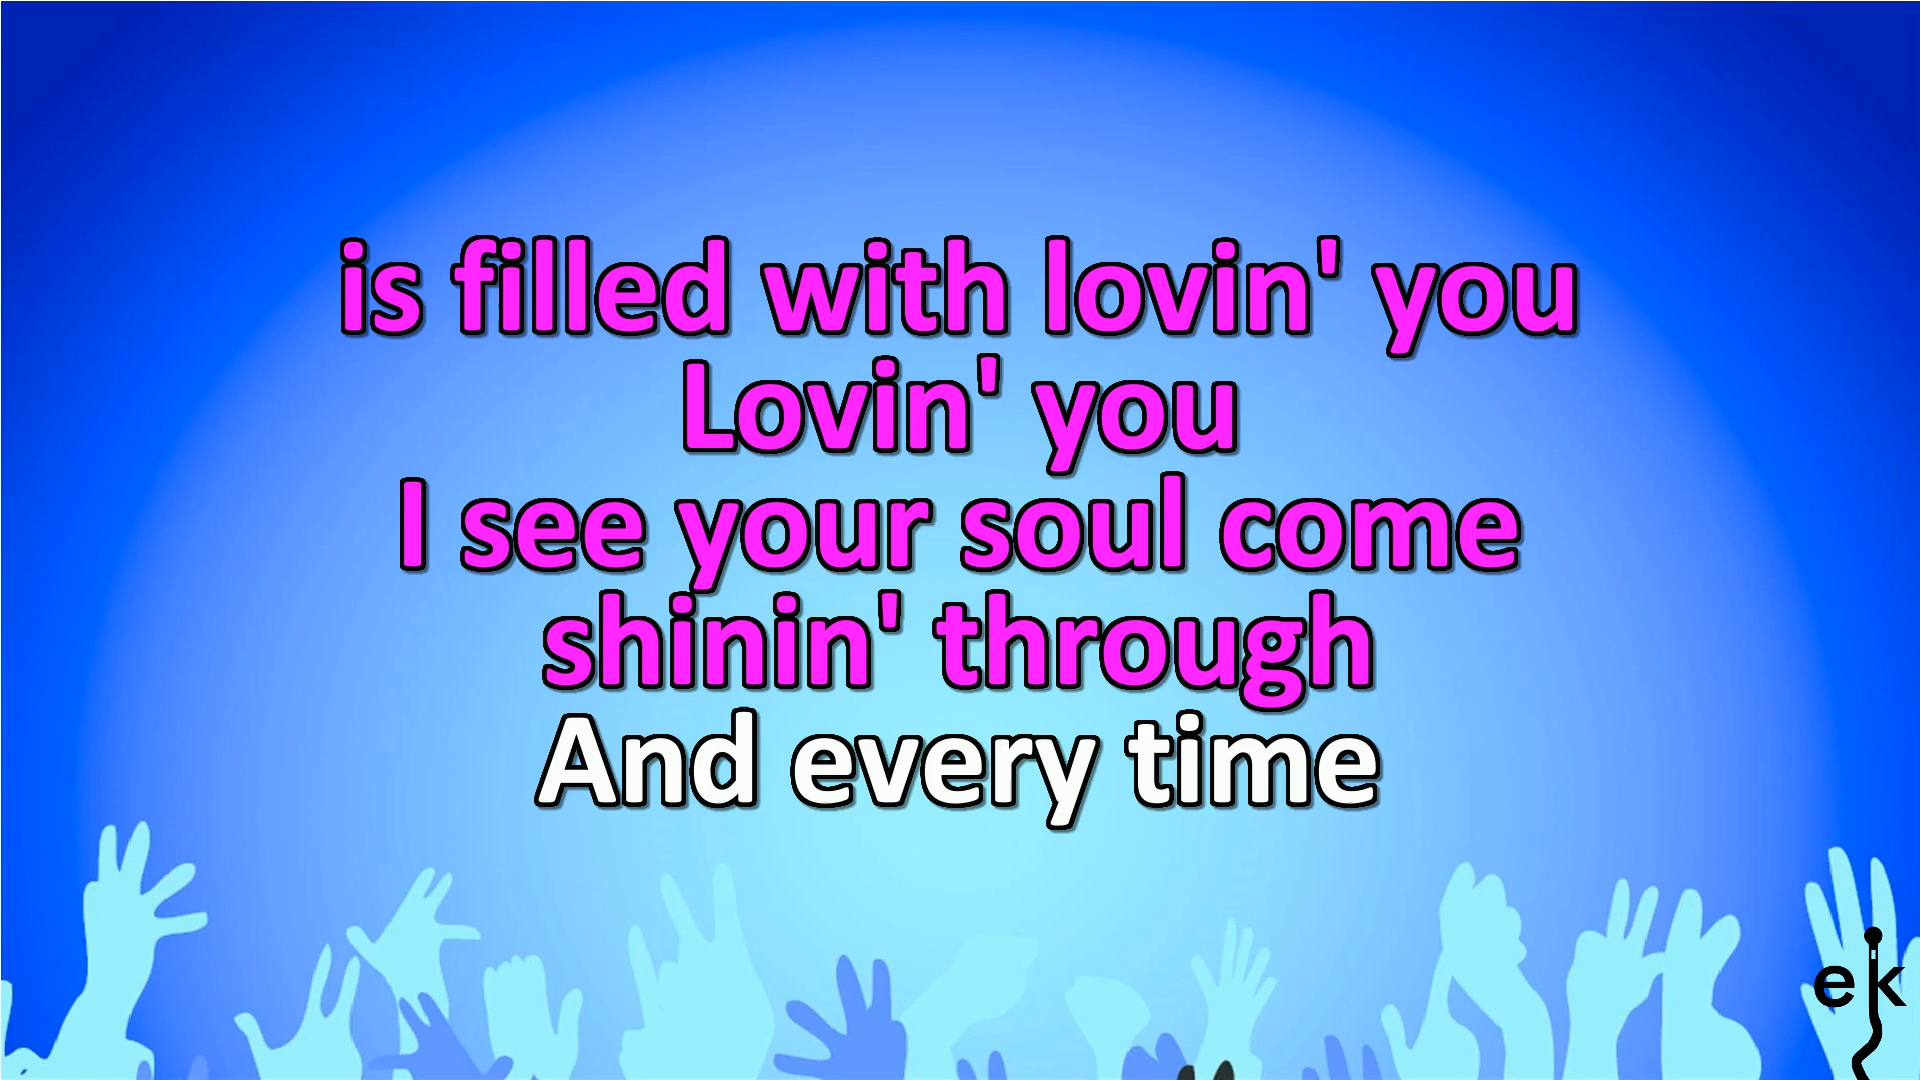 is filled with lovin' you
Lovin' you
I see your soul come
shinin' through
And every time
ek